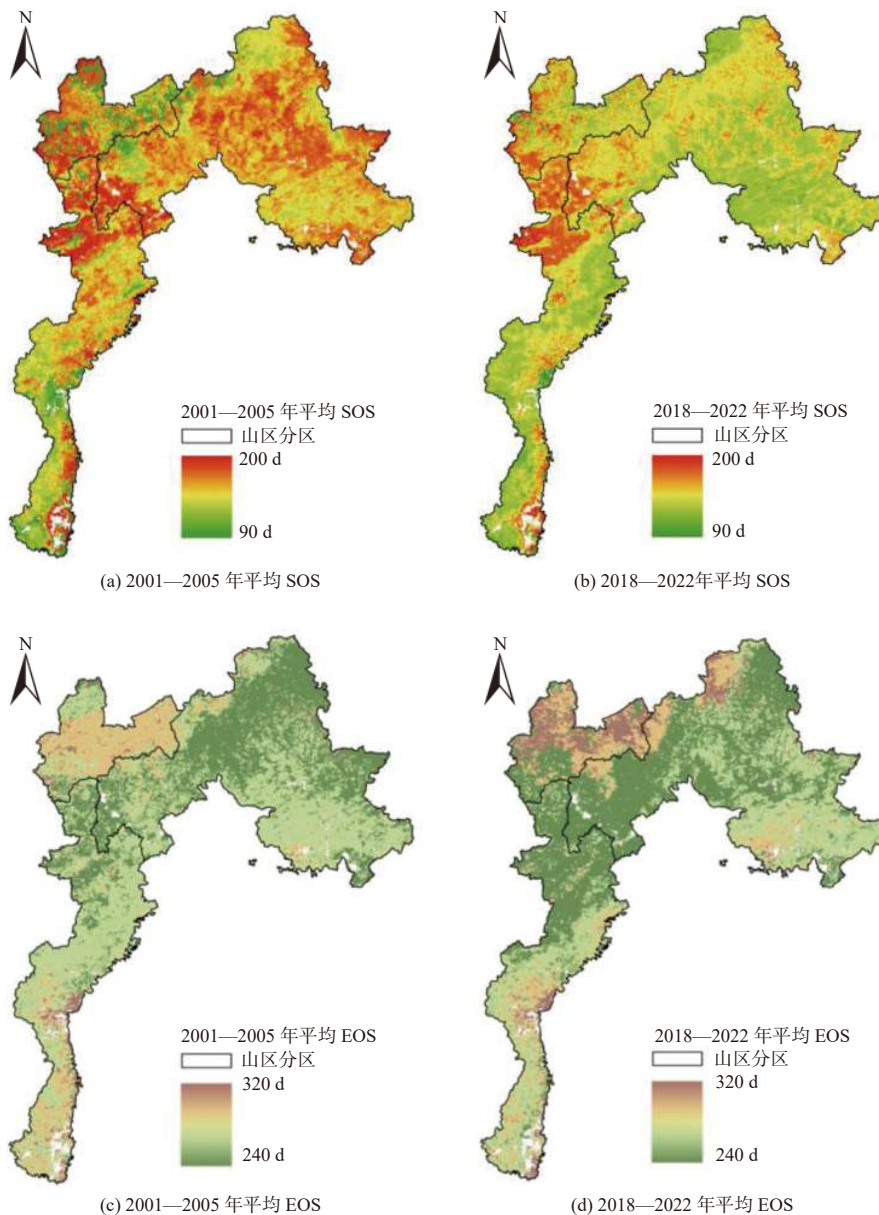 N
N
2001—2005 年平均 SOS
山区分区
200 d
90 d
2018—2022 年平均 SOS
山区分区
200 d
90 d
(a) 2001—2005 年平均 SOS
(b) 2018—2022年平均 SOS
N
N
2001—2005 年平均 EOS
山区分区
320 d
240 d
2018—2022 年平均 EOS
山区分区
320 d
240 d
(c) 2001—2005 年平均 EOS
(d) 2018—2022 年平均 EOS